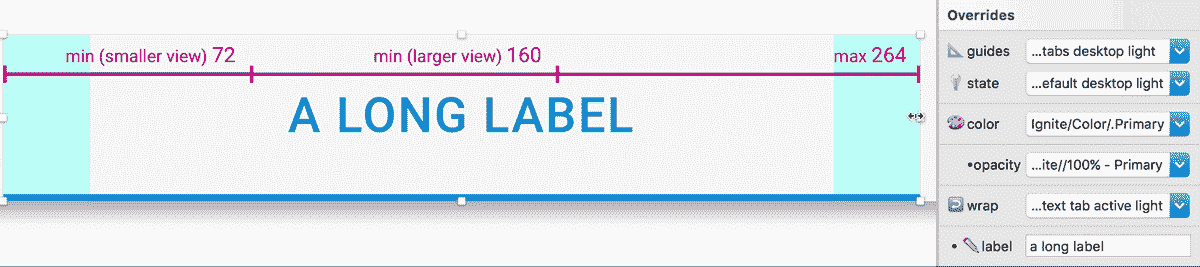 min (smaller view) 72
min (larger view) 160
max 264
A LONG LABEL
Overrides
guides
...tabs desktop light
state
...efault desktop light
color
Ignite/Color/.Primary
•opacity
...ite//100% - Primary
wrap
...text tab active light
• label
a long label